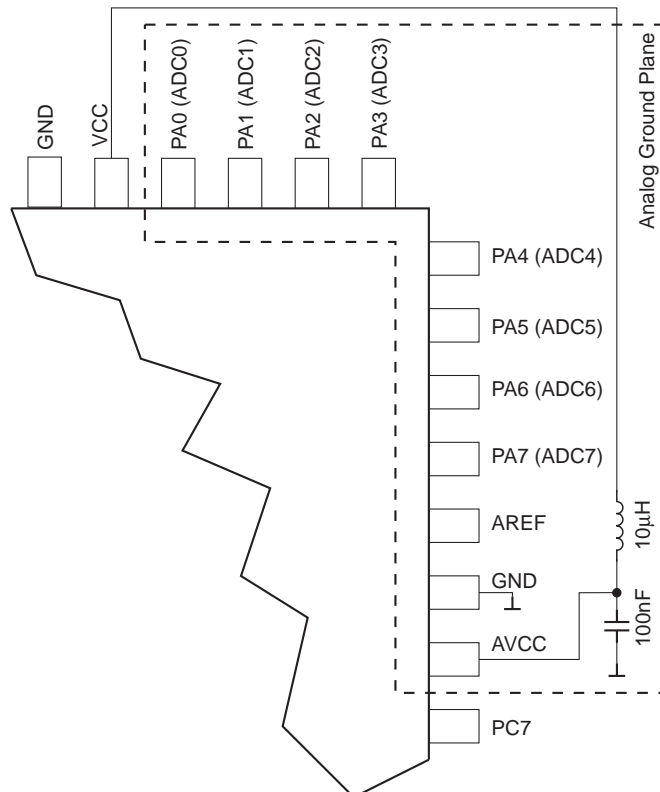 GND
VCC
PA0 (ADC0)
PA1 (ADC1)
PA2 (ADC2)
PA3 (ADC3)
Analog Ground Plane
PA4 (ADC4)
PA5 (ADC5)
PA6 (ADC6)
PA7 (ADC7)
AREF
10μH
GND
AVCC
100nF
PC7